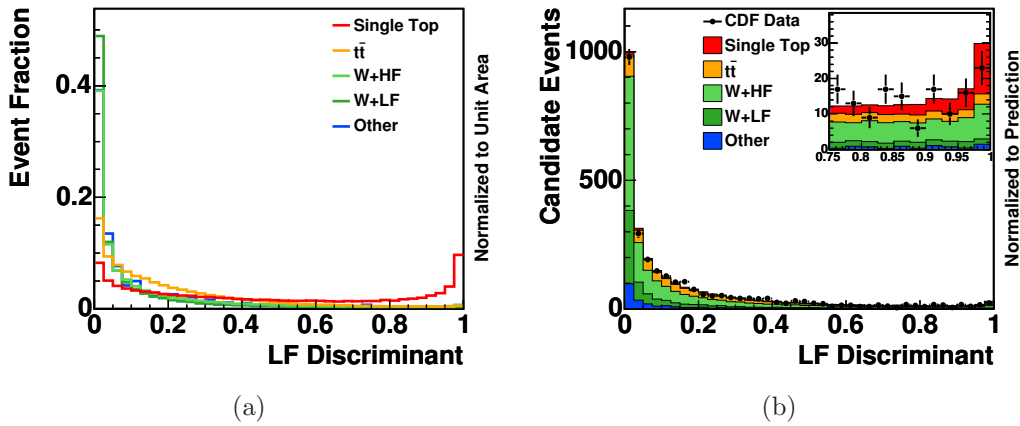 Event Fraction
0.4
0.2
0
Single Top
tt̄
W+HF
W+LF
Other
Normalized to Unit Area
0 0.2 0.4 0.6 0.8 1
LF Discriminant
(a)
Candidate Events
1000
500
0
CDF Data
Single Top
tt̄
W+HF
W+LF
Other
30
20
10
0
0.75 0.8 0.85 0.9 0.95 1
Normalized to Prediction
0 0.2 0.4 0.6 0.8 1
LF Discriminant
(b)